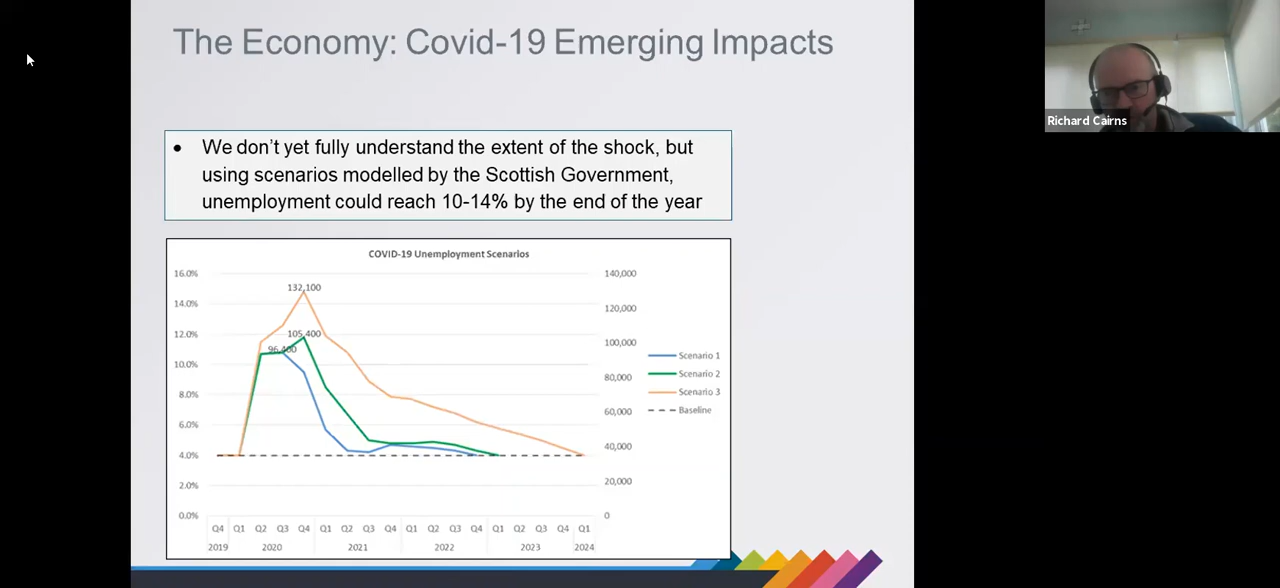 The Economy: Covid-19 Emerging Impacts
Richard Cairns
• We don't yet fully understand the extent of the shock, but
using scenarios modelled by the Scottish Government,
unemployment could reach 10-14% by the end of the year
COVID-19 Unemployment Scenarios
16.0%
14.0%
12.0%
10.0%
8.0%
6.0%
4.0%
2.0%
0.0%
132,100
105,400
96,400
140,000
120,000
100,000
80,000
60,000
40,000
20,000
0
Scenario 1
Scenario 2
Scenario 3
Baseline
Q4 Q1 Q2 Q3 Q4 Q1 Q2 Q3 Q4 Q1 Q2 Q3 Q4 Q1 Q2 Q3 Q4 Q1
2019 2020 2021 2022 2023 2024